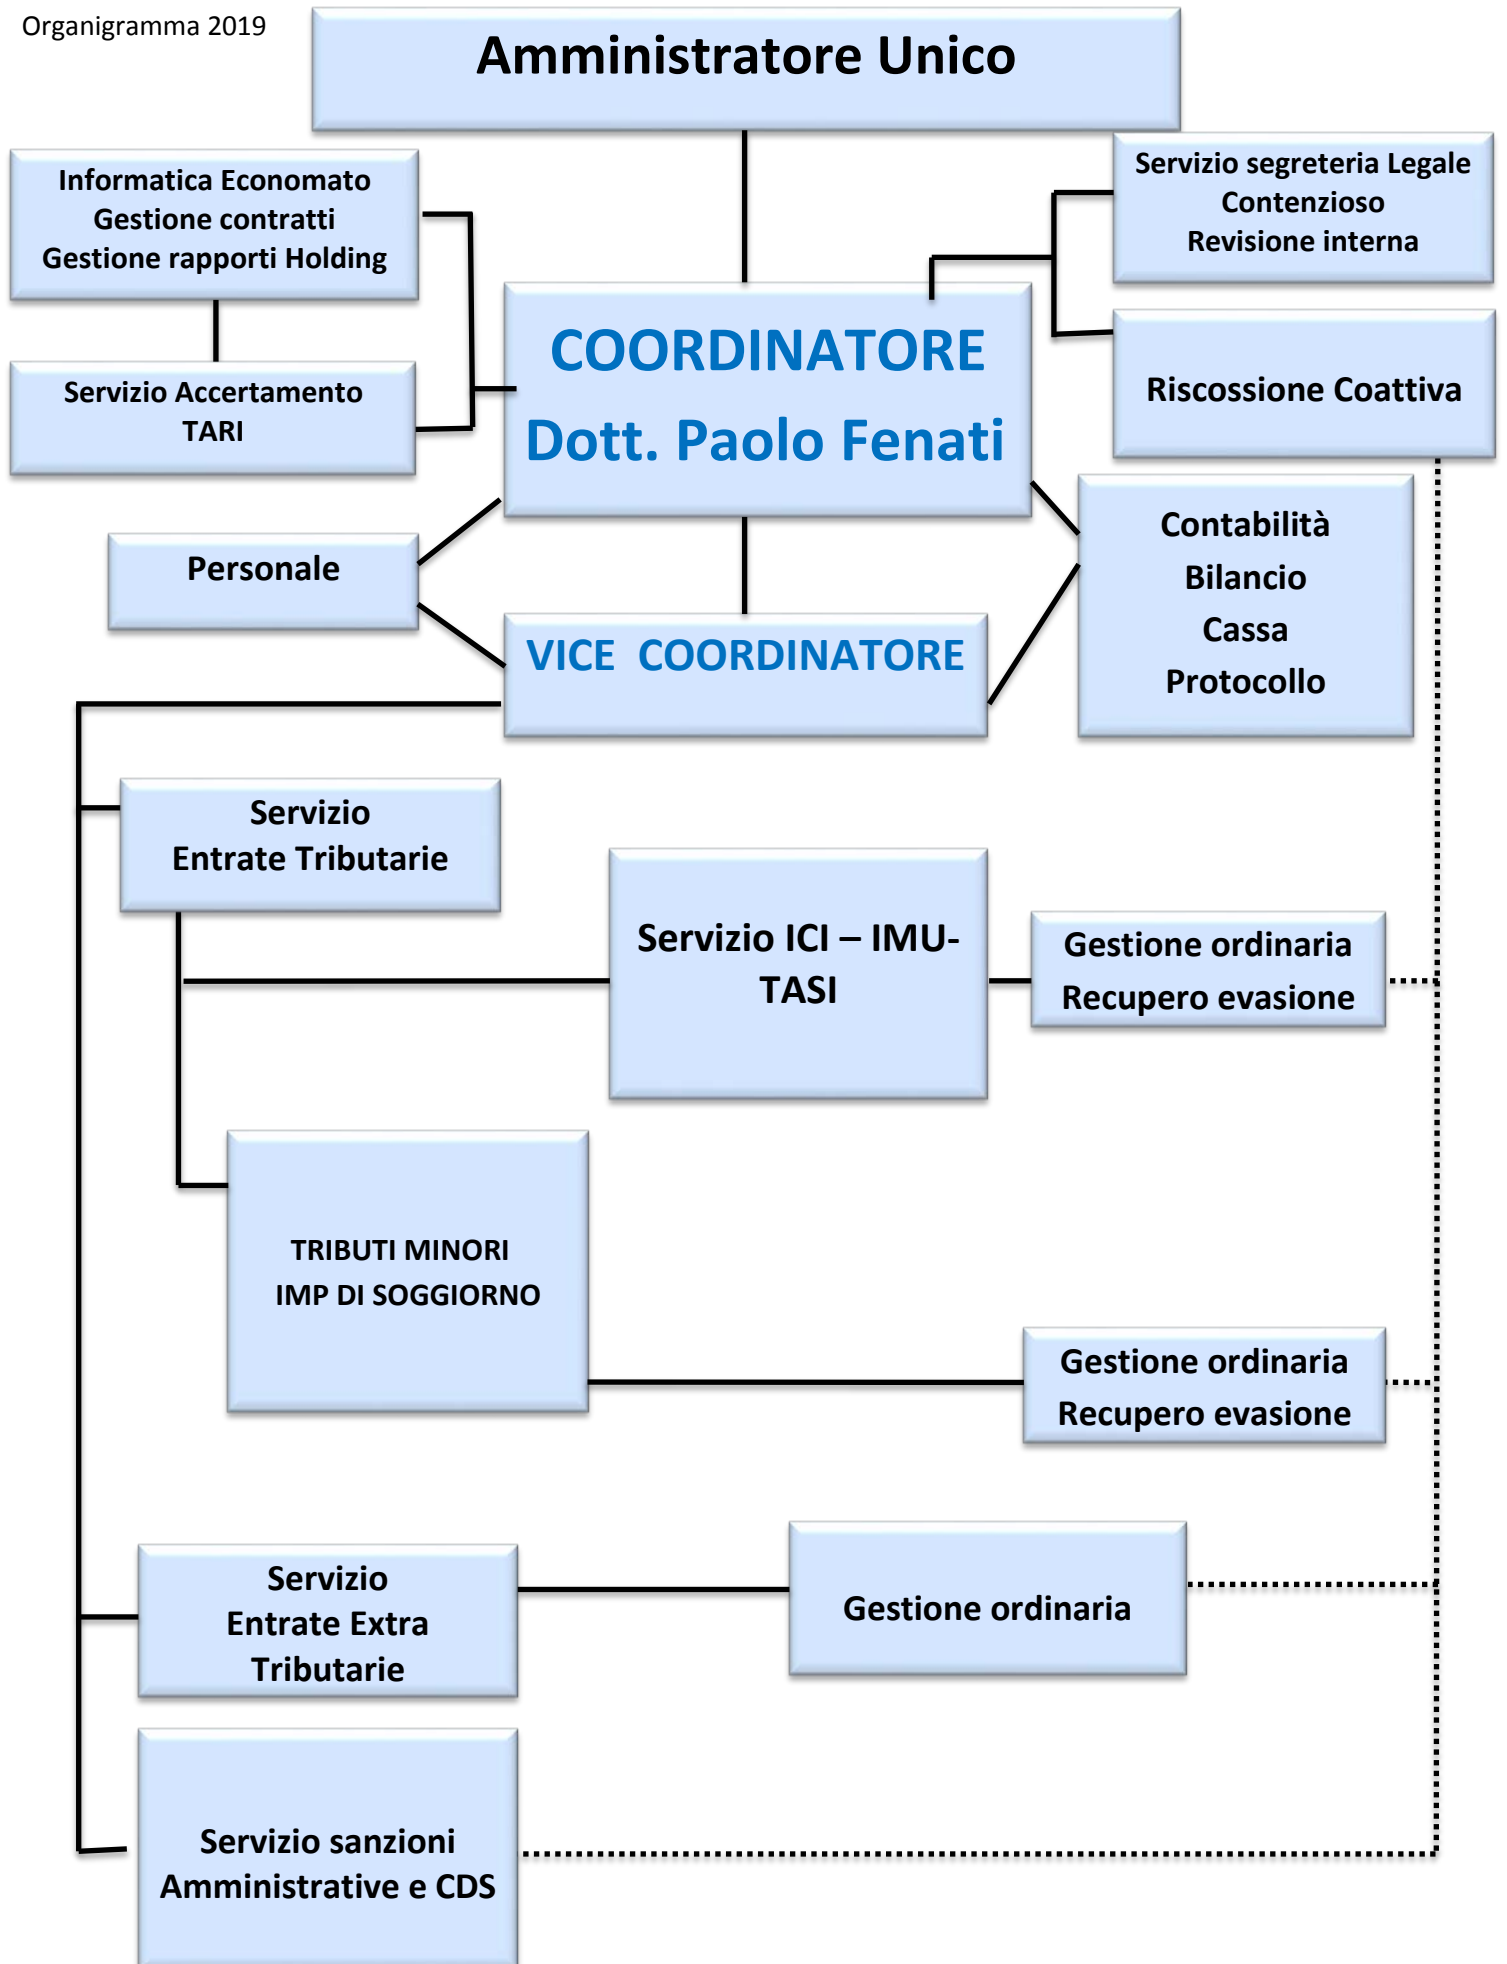 Organigramma 2019
Amministratore Unico
Informatica Economato
Gestione contratti
Gestione rapporti Holding
Servizio segreteria Legale
Contenzioso
Revisione interna
COORDINATORE
Dott. Paolo Fenati
Servizio Accertamento
TARI
Riscossione Coattiva
Personale
Contabilità
Bilancio
Cassa
Protocollo
VICE  COORDINATORE
Servizio
Entrate Tributarie
Servizio ICI – IMU-
TASI
Gestione ordinaria
Recupero evasione
TRIBUTI MINORI
IMP DI SOGGIORNO
Gestione ordinaria
Recupero evasione
Servizio
Entrate Extra
Tributarie
Gestione ordinaria
Servizio sanzioni
Amministrative e CDS